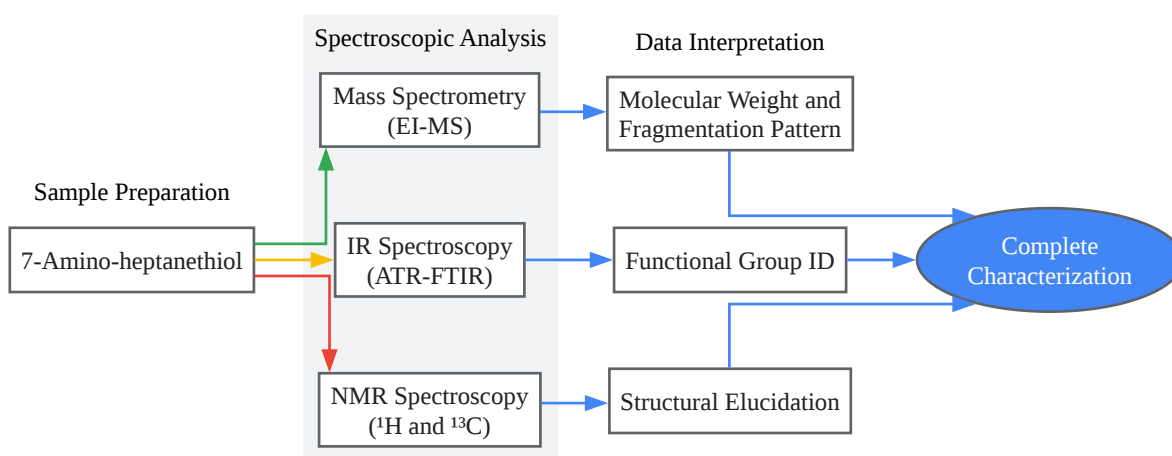 Spectroscopic Analysis
Data Interpretation
Mass Spectrometry
(EI-MS)
Molecular Weight and
Fragmentation Pattern
Sample Preparation
7-Amino-heptanethiol
IR Spectroscopy
(ATR-FTIR)
Functional Group ID
Complete
Characterization
NMR Spectroscopy
(¹H and ¹³C)
Structural Elucidation